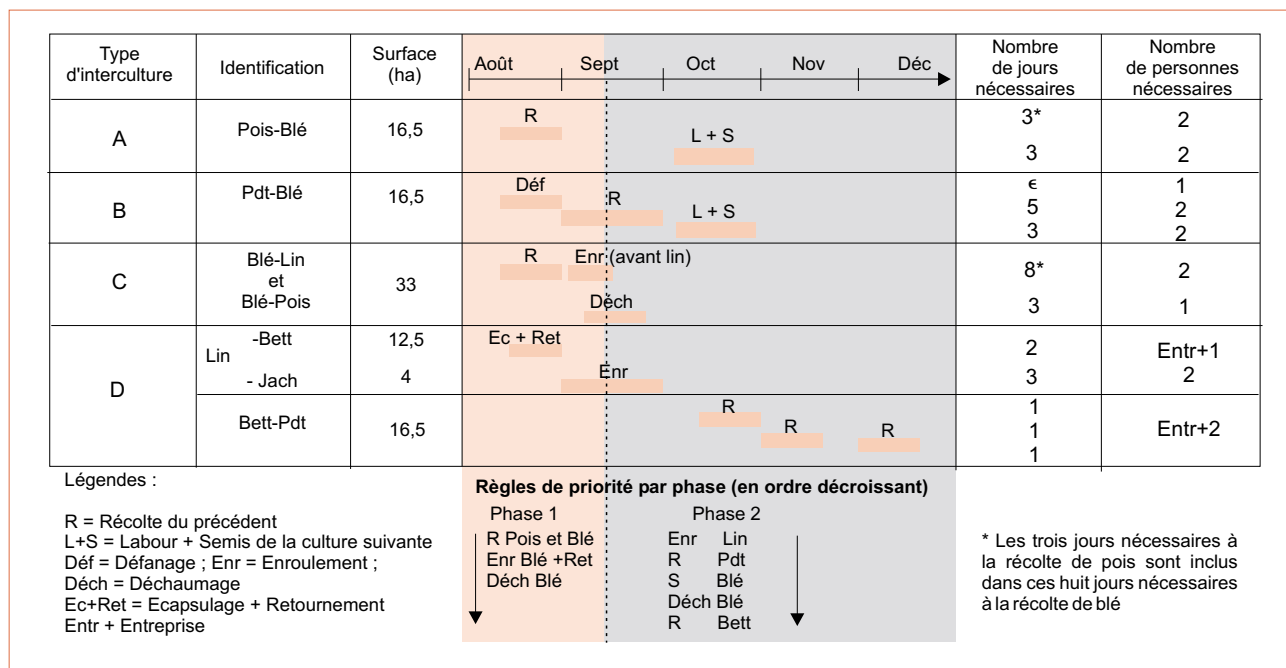 Type
d'interculture
Identification
Surface
(ha)
Août Sept Oct Nov Déc
Nombre
de jours
nécessaires
Nombre
de personnes
nécessaires
A
Pois-Blé
16,5
R
L + S
3*
3
2
2
B
Pdt-Blé
16,5
Déf
R
L + S
ϵ
5
3
1
2
2
C
Blé-Lin
et
Blé-Pois
33
R
Enr (avant lin)
Déch
8*
3
2
1
D
Lin
-Bett
- Jach
12,5
4
Ec + Ret
Enr
2
3
Entr+1
2
Bett-Pdt
16,5
R
R
R
1
1
1
Entr+2
Légendes :
R = Récolte du précédent
L+S = Labour + Semis de la culture suivante
Déf = Défanage ; Enr = Enroulement ;
Déch = Déchaumage
Ec+Ret = Ecapsulage + Retournement
Entr + Entreprise
Règles de priorité par phase (en ordre décroissant)
Phase 1
R Pois et Blé
Enr Blé +Ret
Déch Blé
Phase 2
Enr Lin
R Pdt
S Blé
Déch Blé
R Bett
* Les trois jours nécessaires à
la récolte de pois sont inclus
dans ces huit jours nécessaires
à la récolte de blé